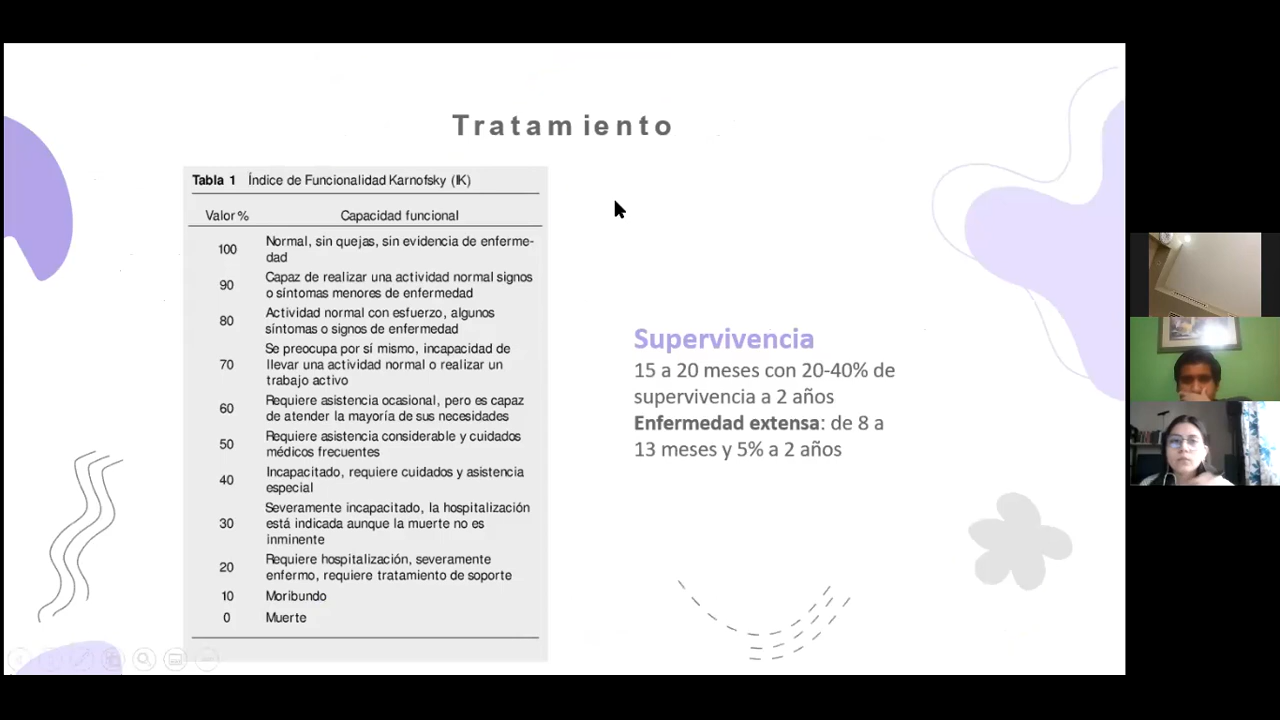 Tratamiento
Tabla 1 Índice de Funcionalidad Karnofsky (IK)
Valor % Capacidad funcional
100 Normal, sin quejas, sin evidencia de enferme-
dad
90 Capaz de realizar una actividad normal signos
o síntomas menores de enfermedad
80 Actividad normal con esfuerzo, algunos
síntomas o signos de enfermedad
70 Se preocupa por sí mismo, incapacidad de
llevar una actividad normal o realizar un
trabajo activo
60 Requiere asistencia ocasional, pero es capaz
de atender la mayoría de sus necesidades
50 Requiere asistencia considerable y cuidados
médicos frecuentes
40 Incapacitado, requiere cuidados y asistencia
especial
30 Severamente incapacitado, la hospitalización
está indicada aunque la muerte no es
inminente
20 Requiere hospitalización, severamente
enfermo, requiere tratamiento de soporte
10 Moribundo
0 Muerte
Supervivencia
15 a 20 meses con 20-40% de
supervivencia a 2 años
Enfermedad extensa: de 8 a
13 meses y 5% a 2 años